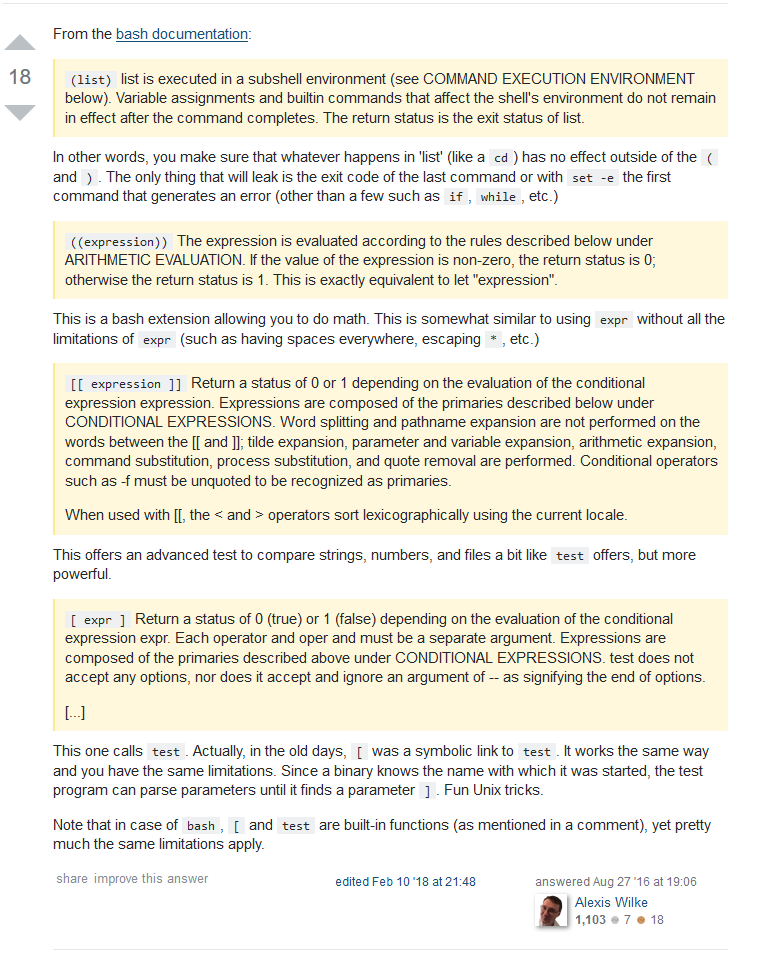 From the bash documentation:
18
(list) list is executed in a subshell environment (see COMMAND EXECUTION ENVIRONMENT
below). Variable assignments and builtin commands that affect the shell's environment do not remain
in effect after the command completes. The return status is the exit status of list.
In other words, you make sure that whatever happens in 'list' (like a cd ) has no effect outside of the (
and ) . The only thing that will leak is the exit code of the last command or with set -e the first
command that generates an error (other than a few such as if , while , etc.)
((expression)) The expression is evaluated according to the rules described below under
ARITHMETIC EVALUATION. If the value of the expression is non-zero, the return status is 0;
otherwise the return status is 1. This is exactly equivalent to let "expression".
This is a bash extension allowing you to do math. This is somewhat similar to using expr without all the
limitations of expr (such as having spaces everywhere, escaping * , etc.)
[[ expression ]] Return a status of 0 or 1 depending on the evaluation of the conditional
expression expression. Expressions are composed of the primaries described below under
CONDITIONAL EXPRESSIONS. Word splitting and pathname expansion are not performed on the
words between the [[ and ]]; tilde expansion, parameter and variable expansion, arithmetic expansion,
command substitution, process substitution, and quote removal are performed. Conditional operators
such as -f must be unquoted to be recognized as primaries.
When used with [[, the < and > operators sort lexicographically using the current locale.
This offers an advanced test to compare strings, numbers, and files a bit like test offers, but more
powerful.
[ expr ] Return a status of 0 (true) or 1 (false) depending on the evaluation of the conditional
expression expr. Each operator and oper and must be a separate argument. Expressions are
composed of the primaries described above under CONDITIONAL EXPRESSIONS. test does not
accept any options, nor does it accept and ignore an argument of -- as signifying the end of options.
[...]
This one calls test . Actually, in the old days, [ was a symbolic link to test . It works the same way
and you have the same limitations. Since a binary knows the name with which it was started, the test
program can parse parameters until it finds a parameter ] . Fun Unix tricks.
Note that in case of bash , [ and test are built-in functions (as mentioned in a comment), yet pretty
much the same limitations apply.
share improve this answer
edited Feb 10 '18 at 21:48
answered Aug 27 '16 at 19:06
Alexis Wilke
1,103 ● 7 ● 18